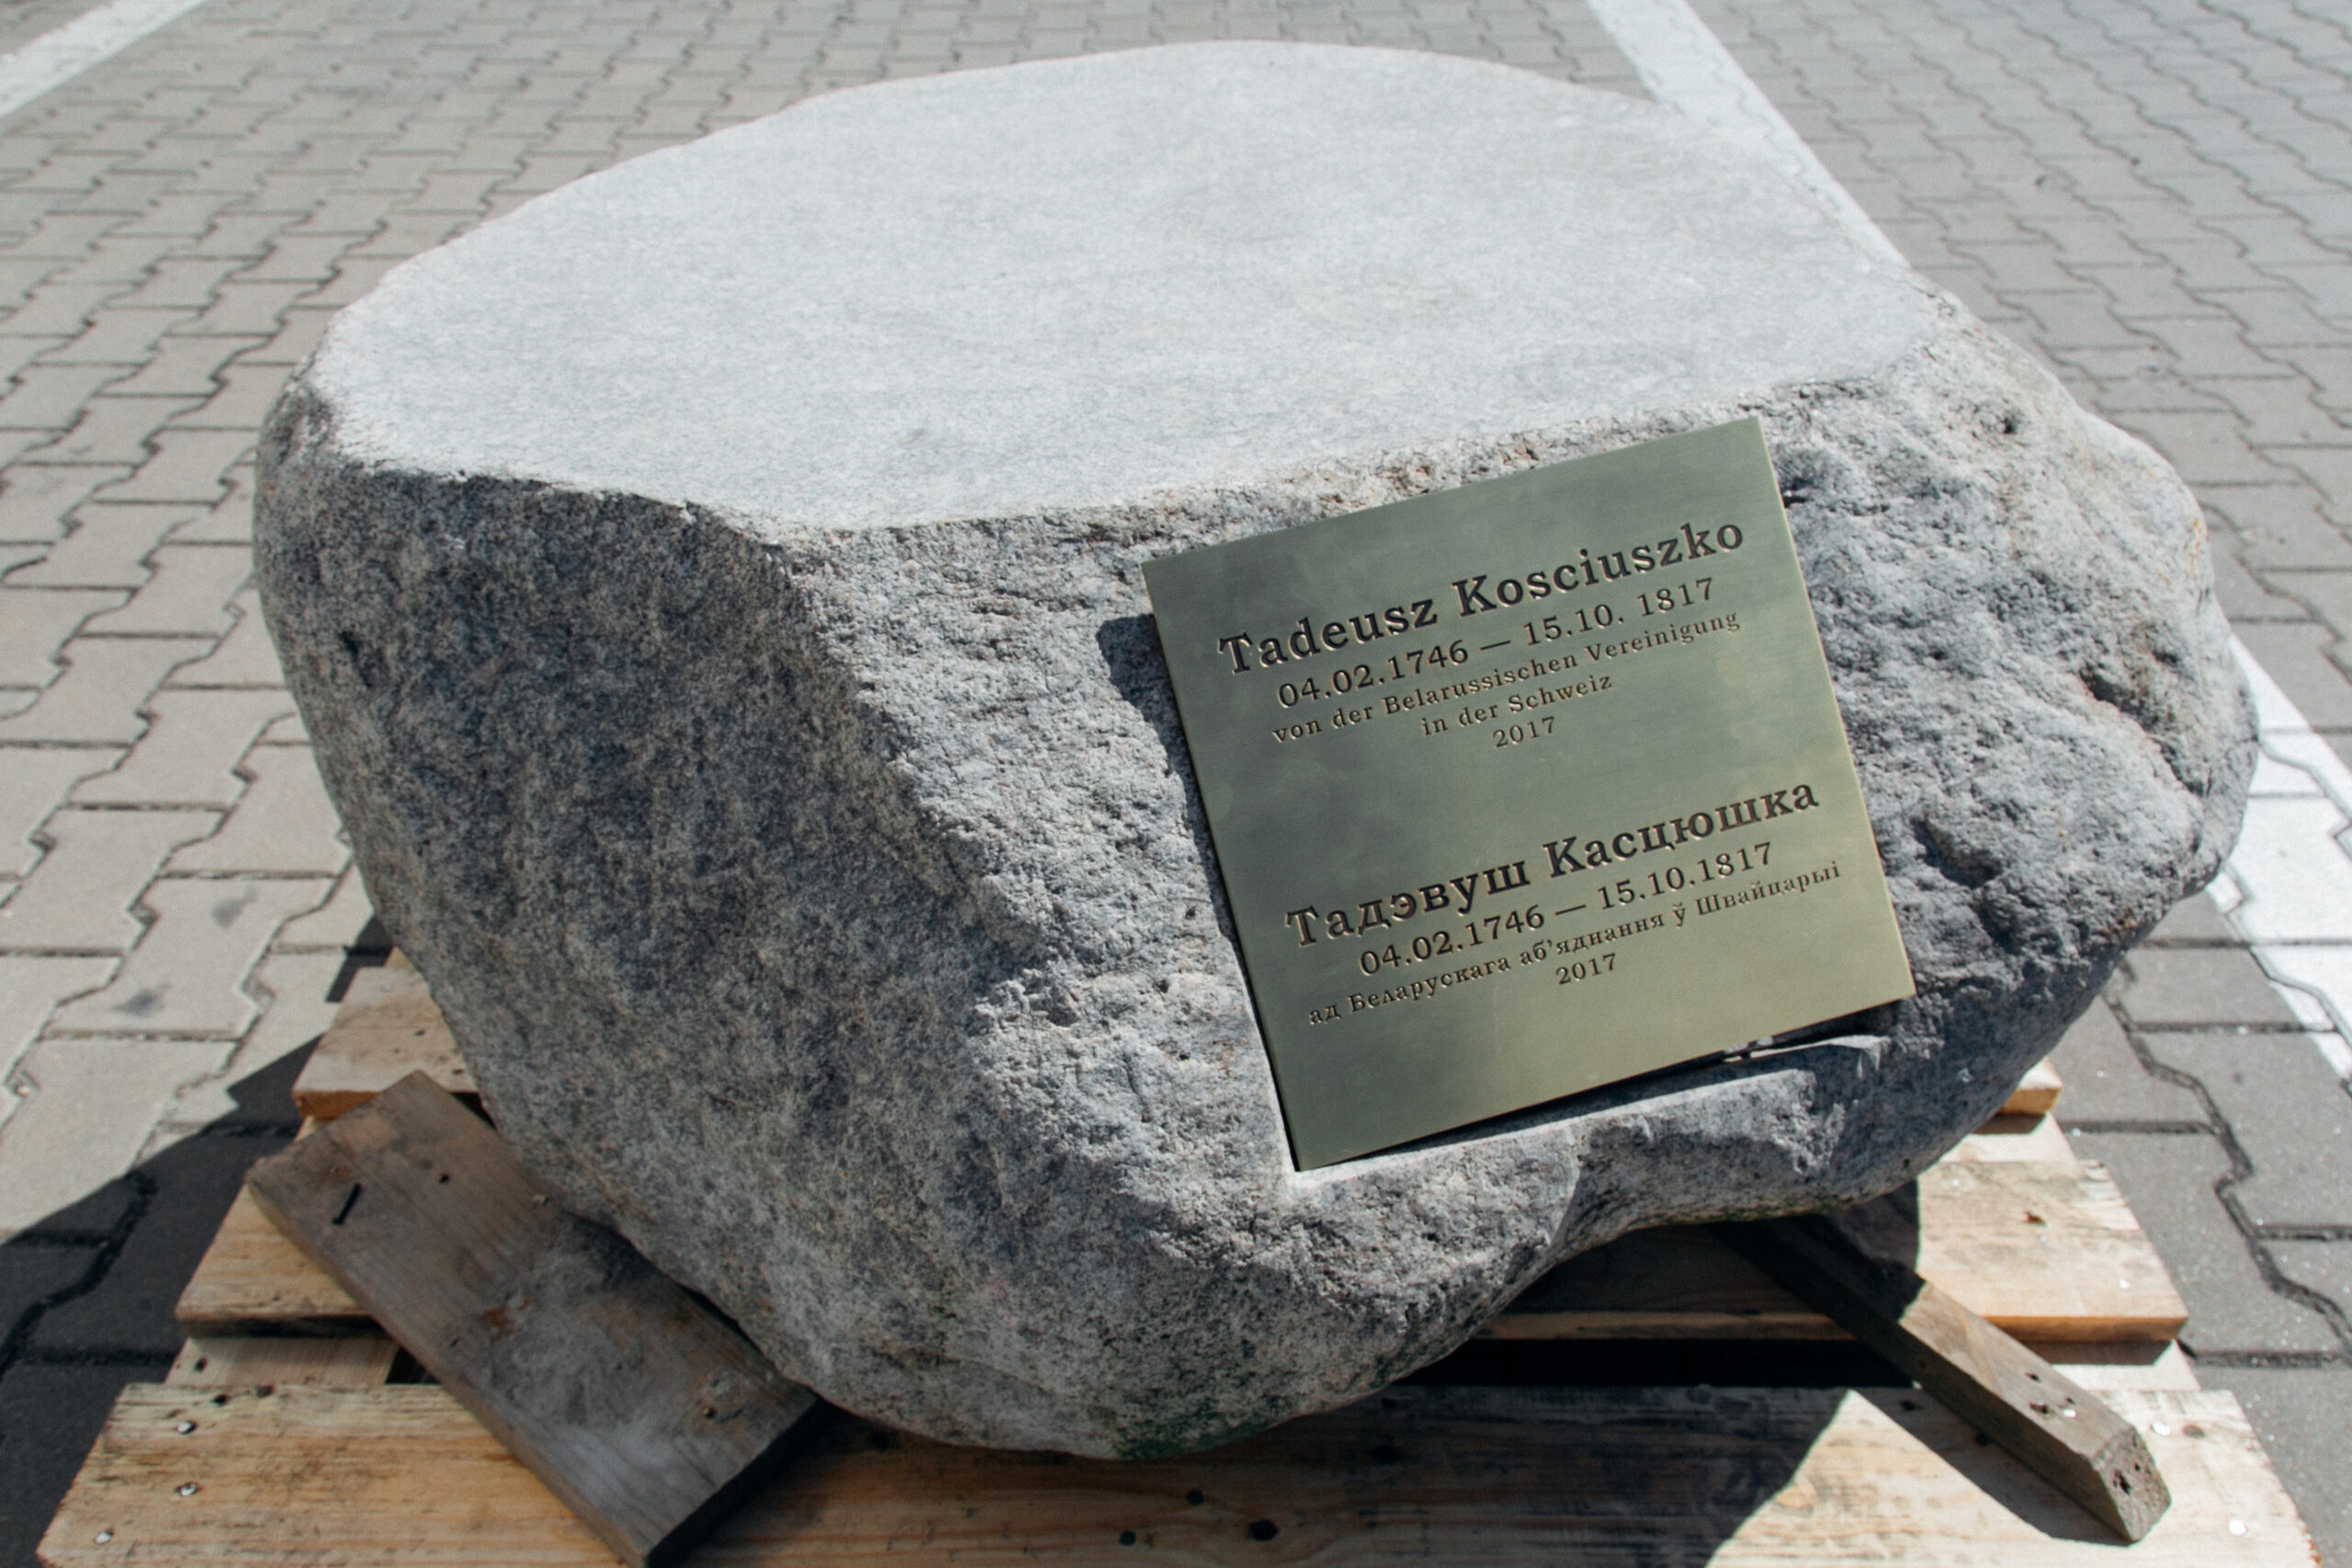 Tadeusz Kosciuszko
04.02.1746 — 15.10. 1817
von der Belarussischen Vereinigung
in der Schweiz
2017
Тадэвуш Касцюшка
04.02.1746 — 15.10.1817
ад Беларускага аб'яднання ў Швайцарыі
2017